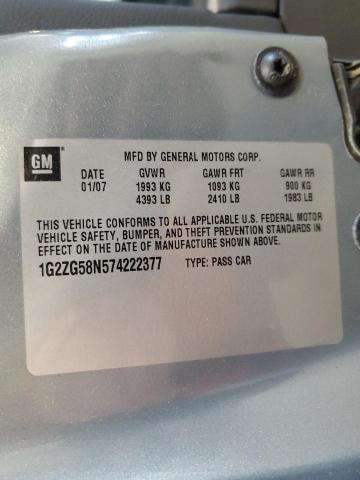 GM
MFD BY GENERAL MOTORS CORP.
DATE GVWR GAWR FRT GAWR RR
01/07 1993 KG 1093 KG 900 KG
4393 LB 2410 LB 1983 LB
THIS VEHICLE CONFORMS TO ALL APPLICABLE U.S. FEDERAL MOTOR
VEHICLE SAFETY, BUMPER, AND THEFT PREVENTION STANDARDS IN
EFFECT ON THE DATE OF MANUFACTURE SHOWN ABOVE.
1G2ZG58N574222377 TYPE: PASS CAR